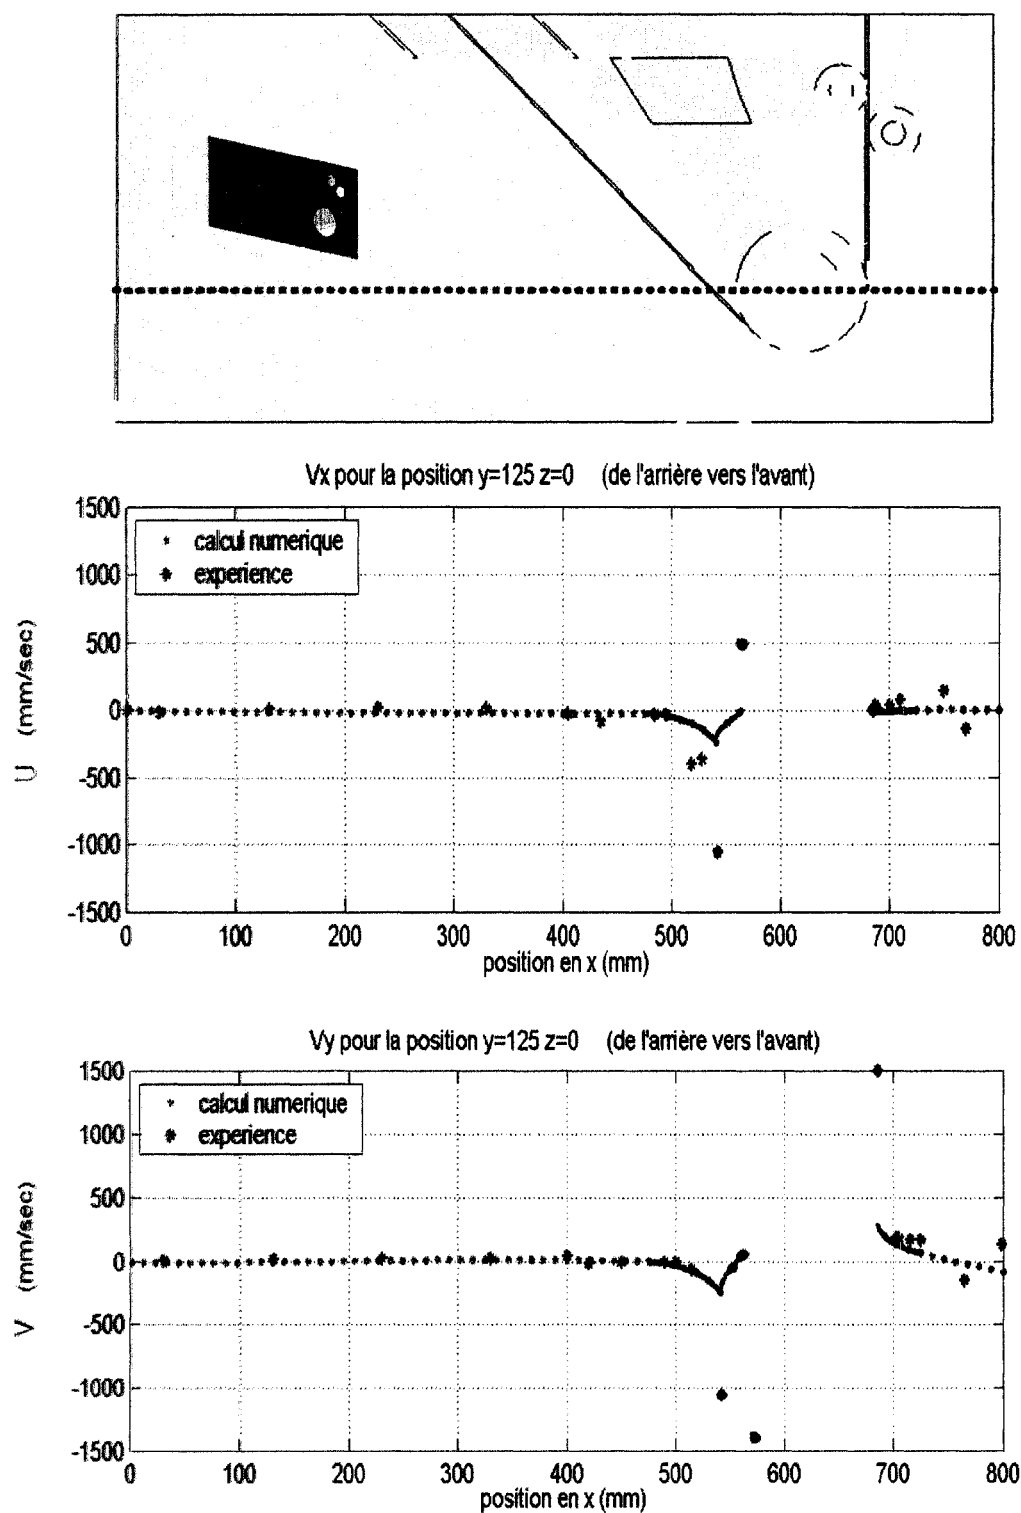 Vx pour la position y=125 z=0 (de l'arrière vers l'avant)
1500
1000
500
0
-500
-1000
-1500
U (mm/sec)
calcul numerique
experience
0 100 200 300 400 500 600 700 800
position en x (mm)
Vy pour la position y=125 z=0 (de l'arrière vers l'avant)
1500
1000
500
0
-500
-1000
-1500
V (mm/sec)
calcul numerique
experience
0 100 200 300 400 500 600 700 800
position en x (mm)